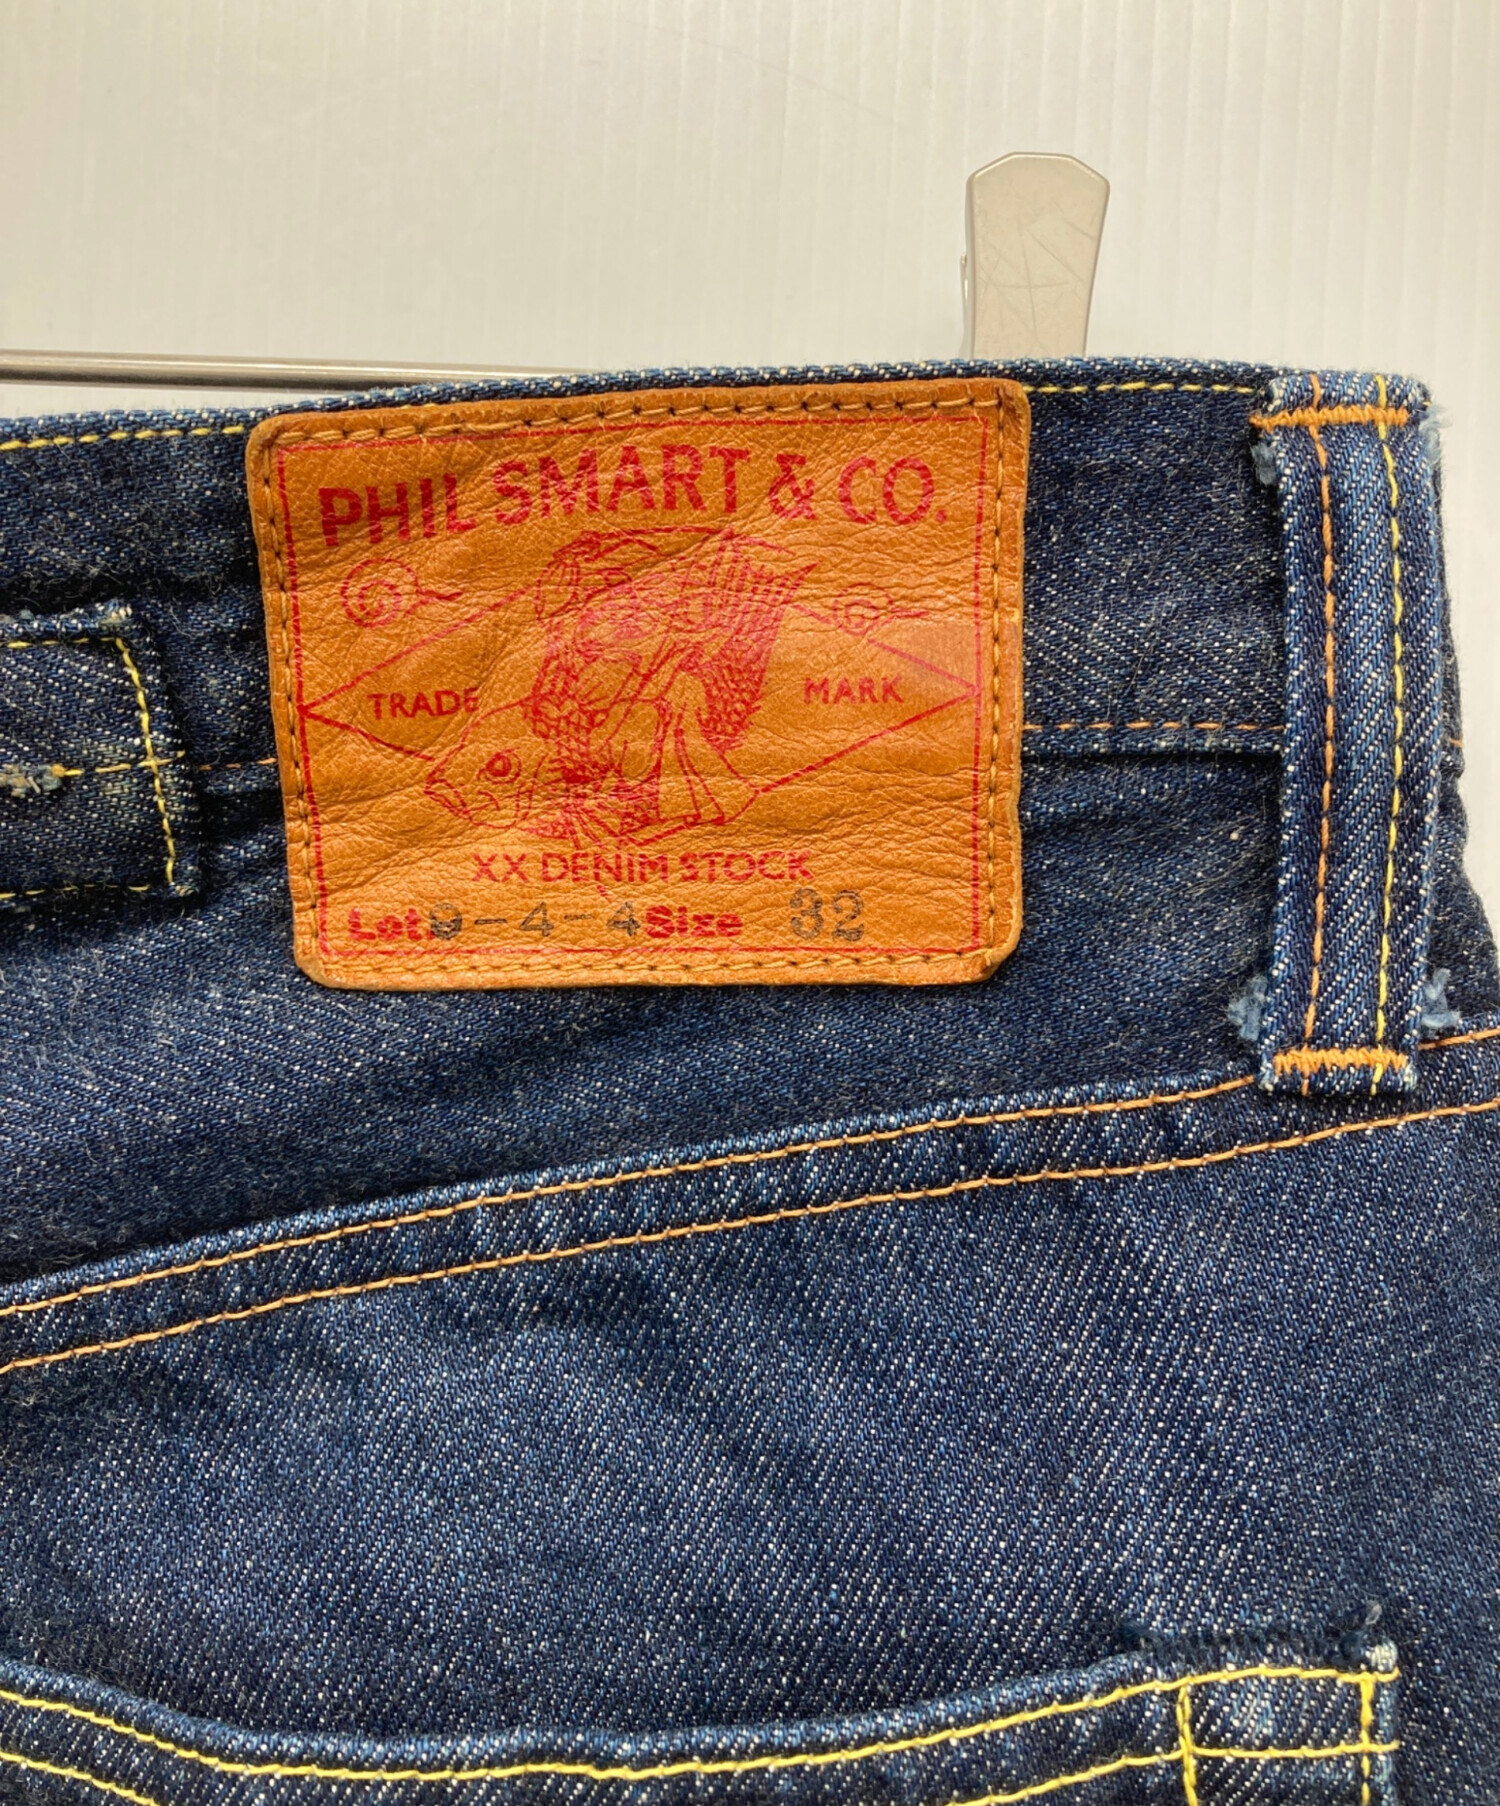 PHIL SMART & CO.
TRADE MARK
XX DENIM STOCK
Lot 9-4-4 Size 32